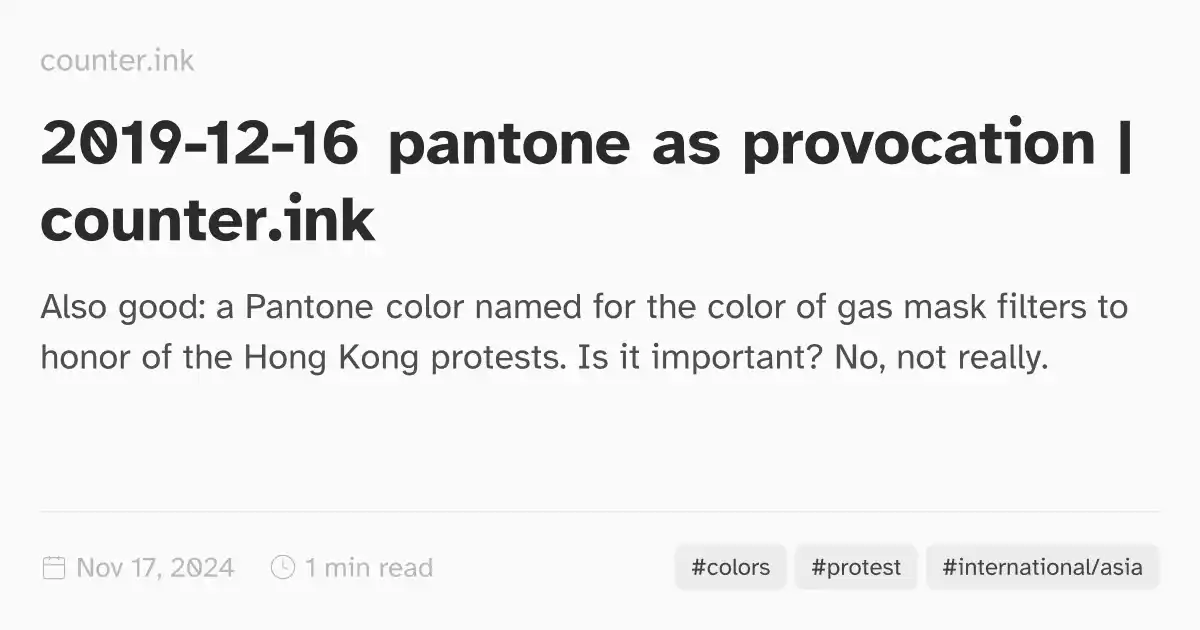 counter.ink
2019-12-16 pantone as provocation |
counter.ink
Also good: a Pantone color named for the color of gas mask filters to
honor of the Hong Kong protests. Is it important? No, not really.
Nov 17, 2024 1 min read #colors #protest #international/asia